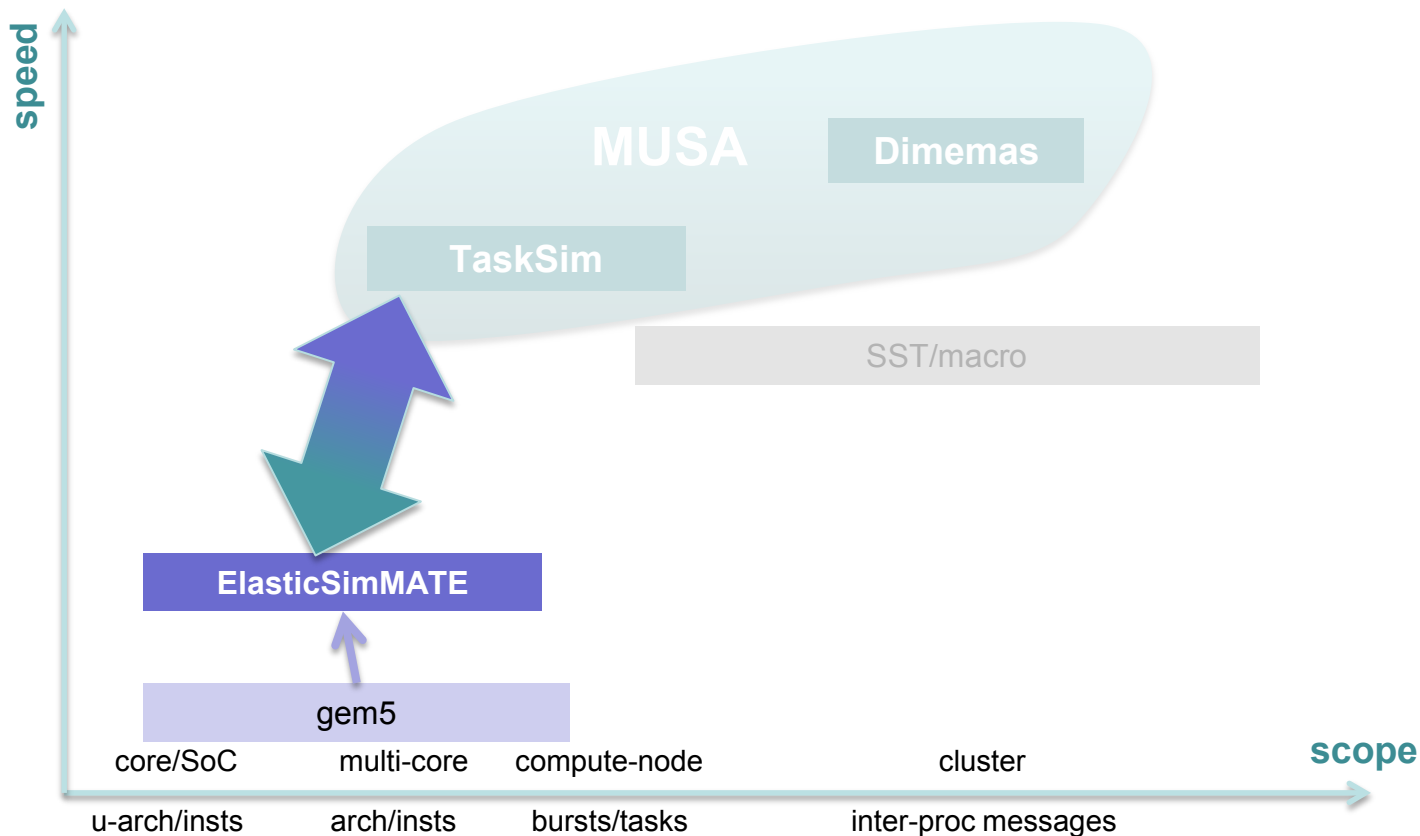 speed
MUSA
Dimemas
TaskSim
SST/macro
ElasticSimMATE
gem5
core/SoC multi-core compute-node cluster scope
u-arch/insts arch/insts bursts/tasks inter-proc messages